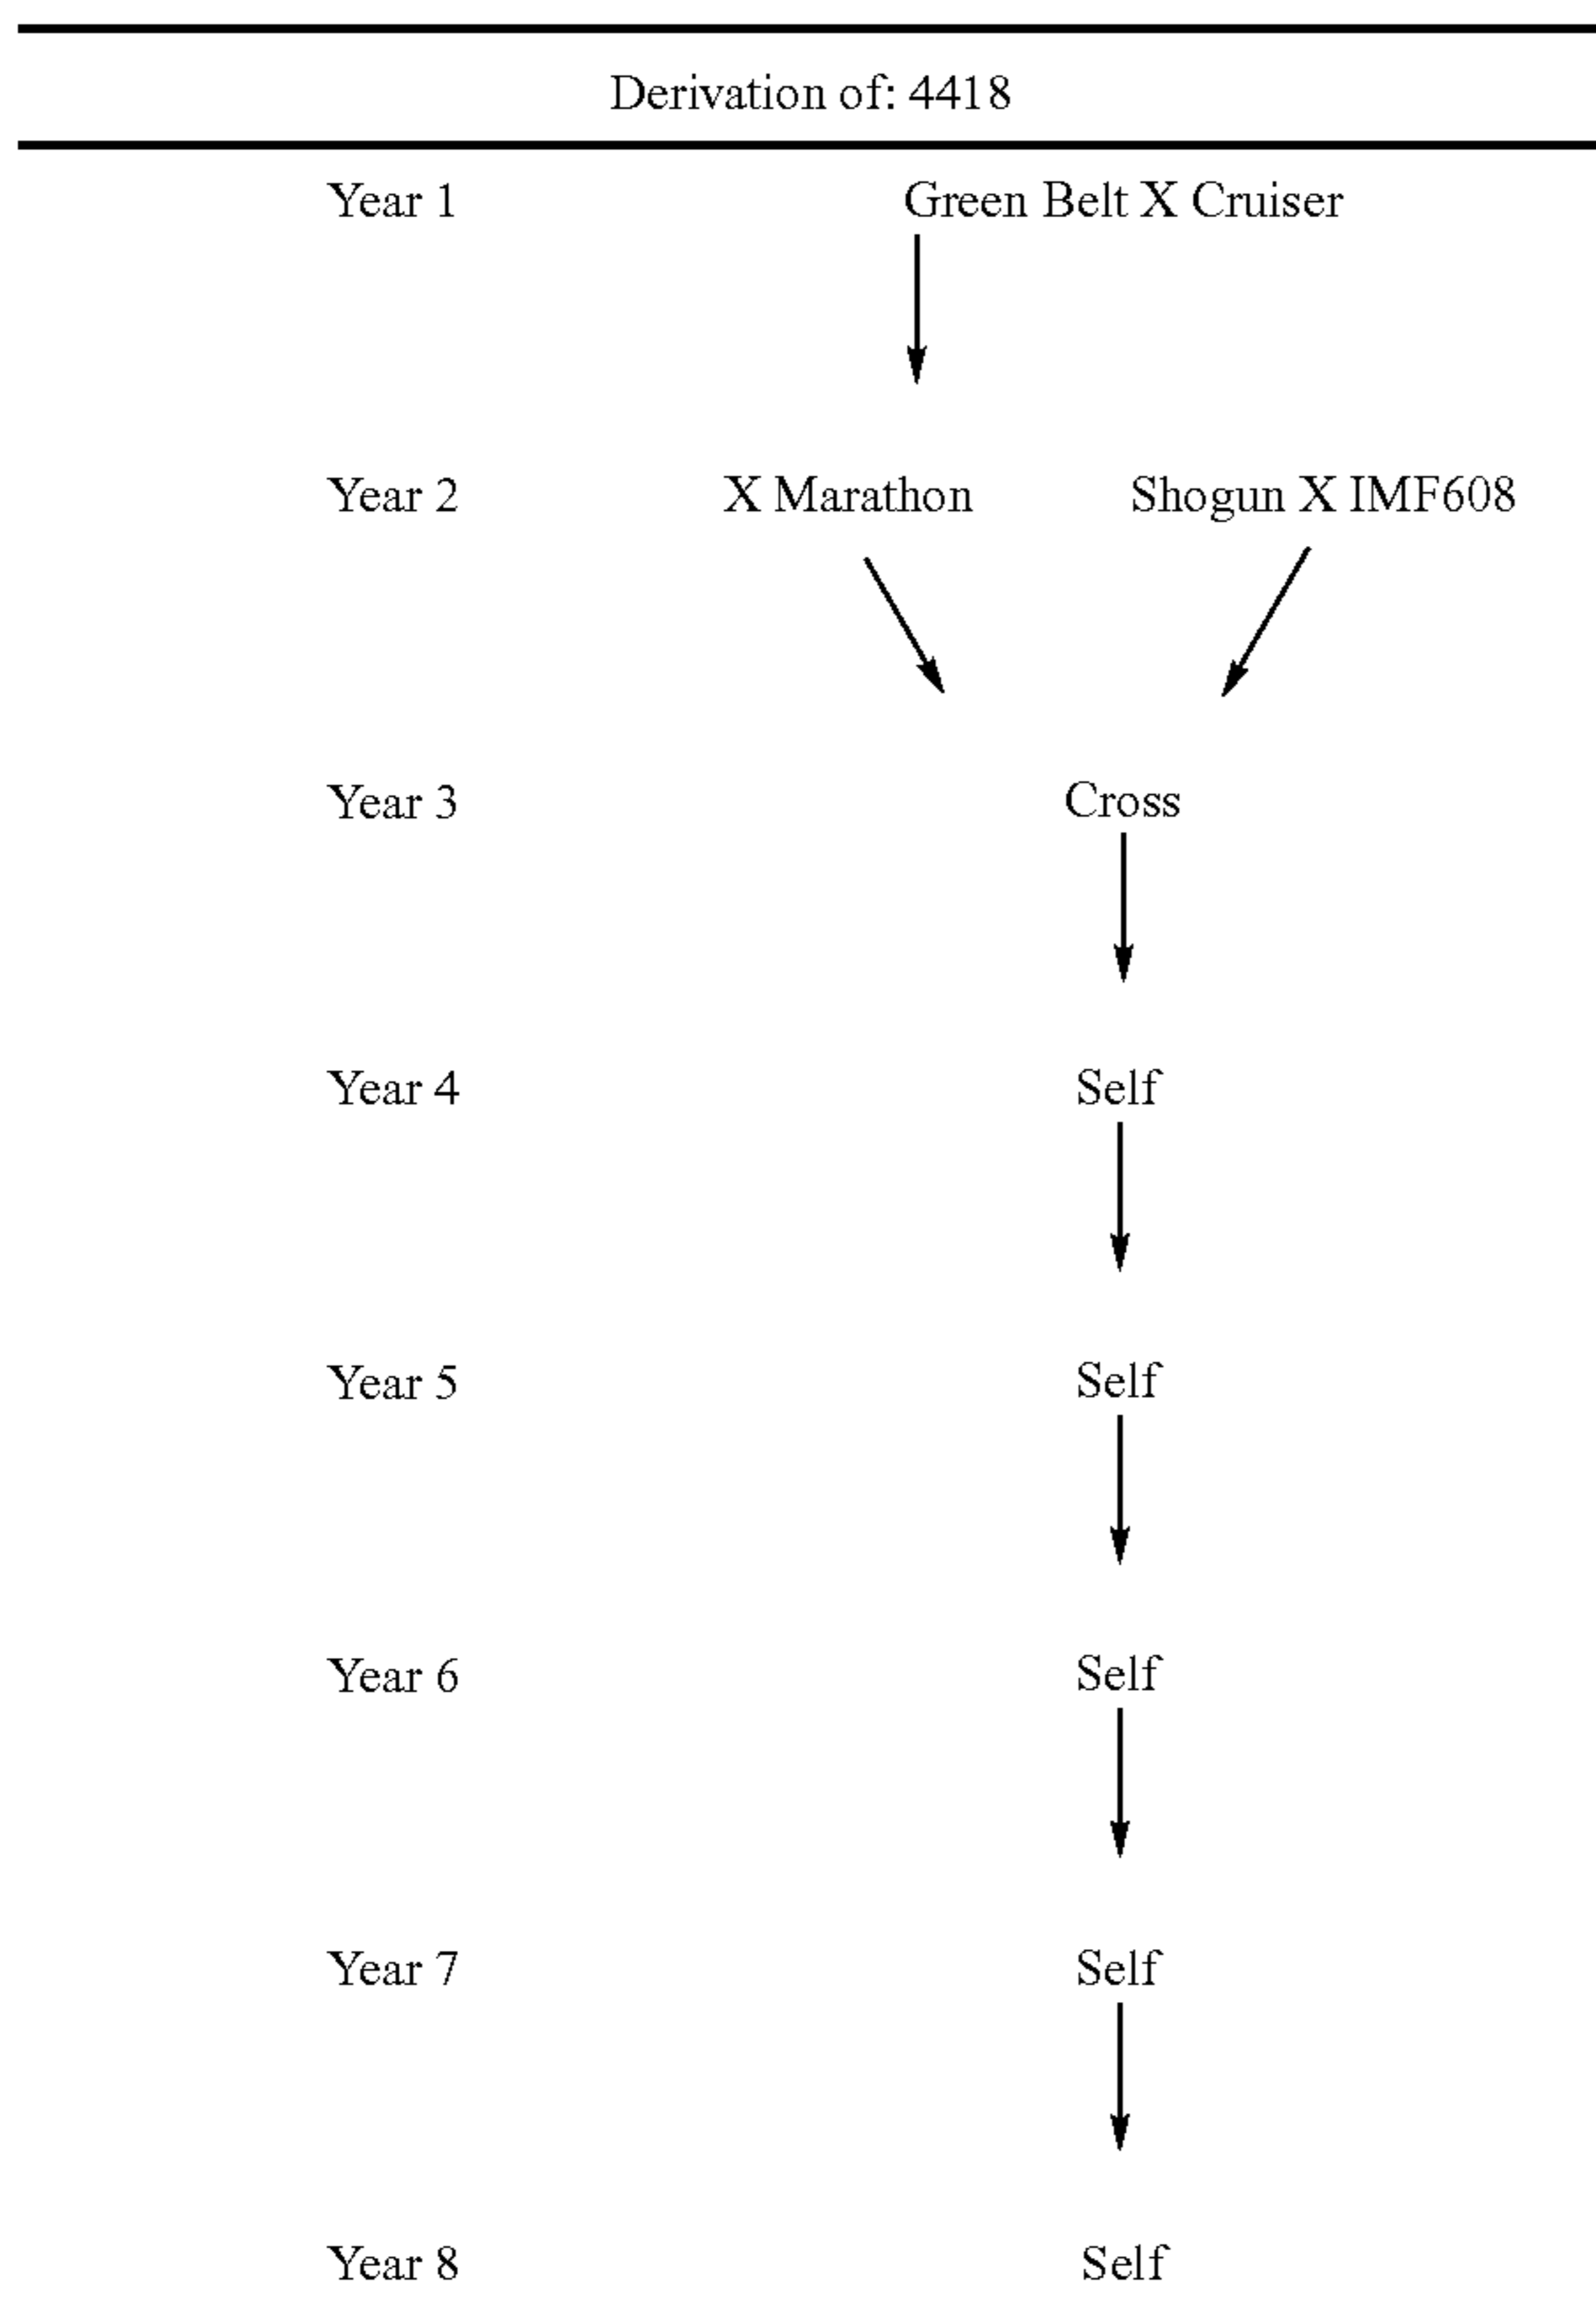 Derivation of: 4418
Year 1 Green Belt X Cruiser
Year 2 X Marathon Shogun X IMF608
Year 3 Cross
Year 4 Self
Year 5 Self
Year 6 Self
Year 7 Self
Year 8 Self